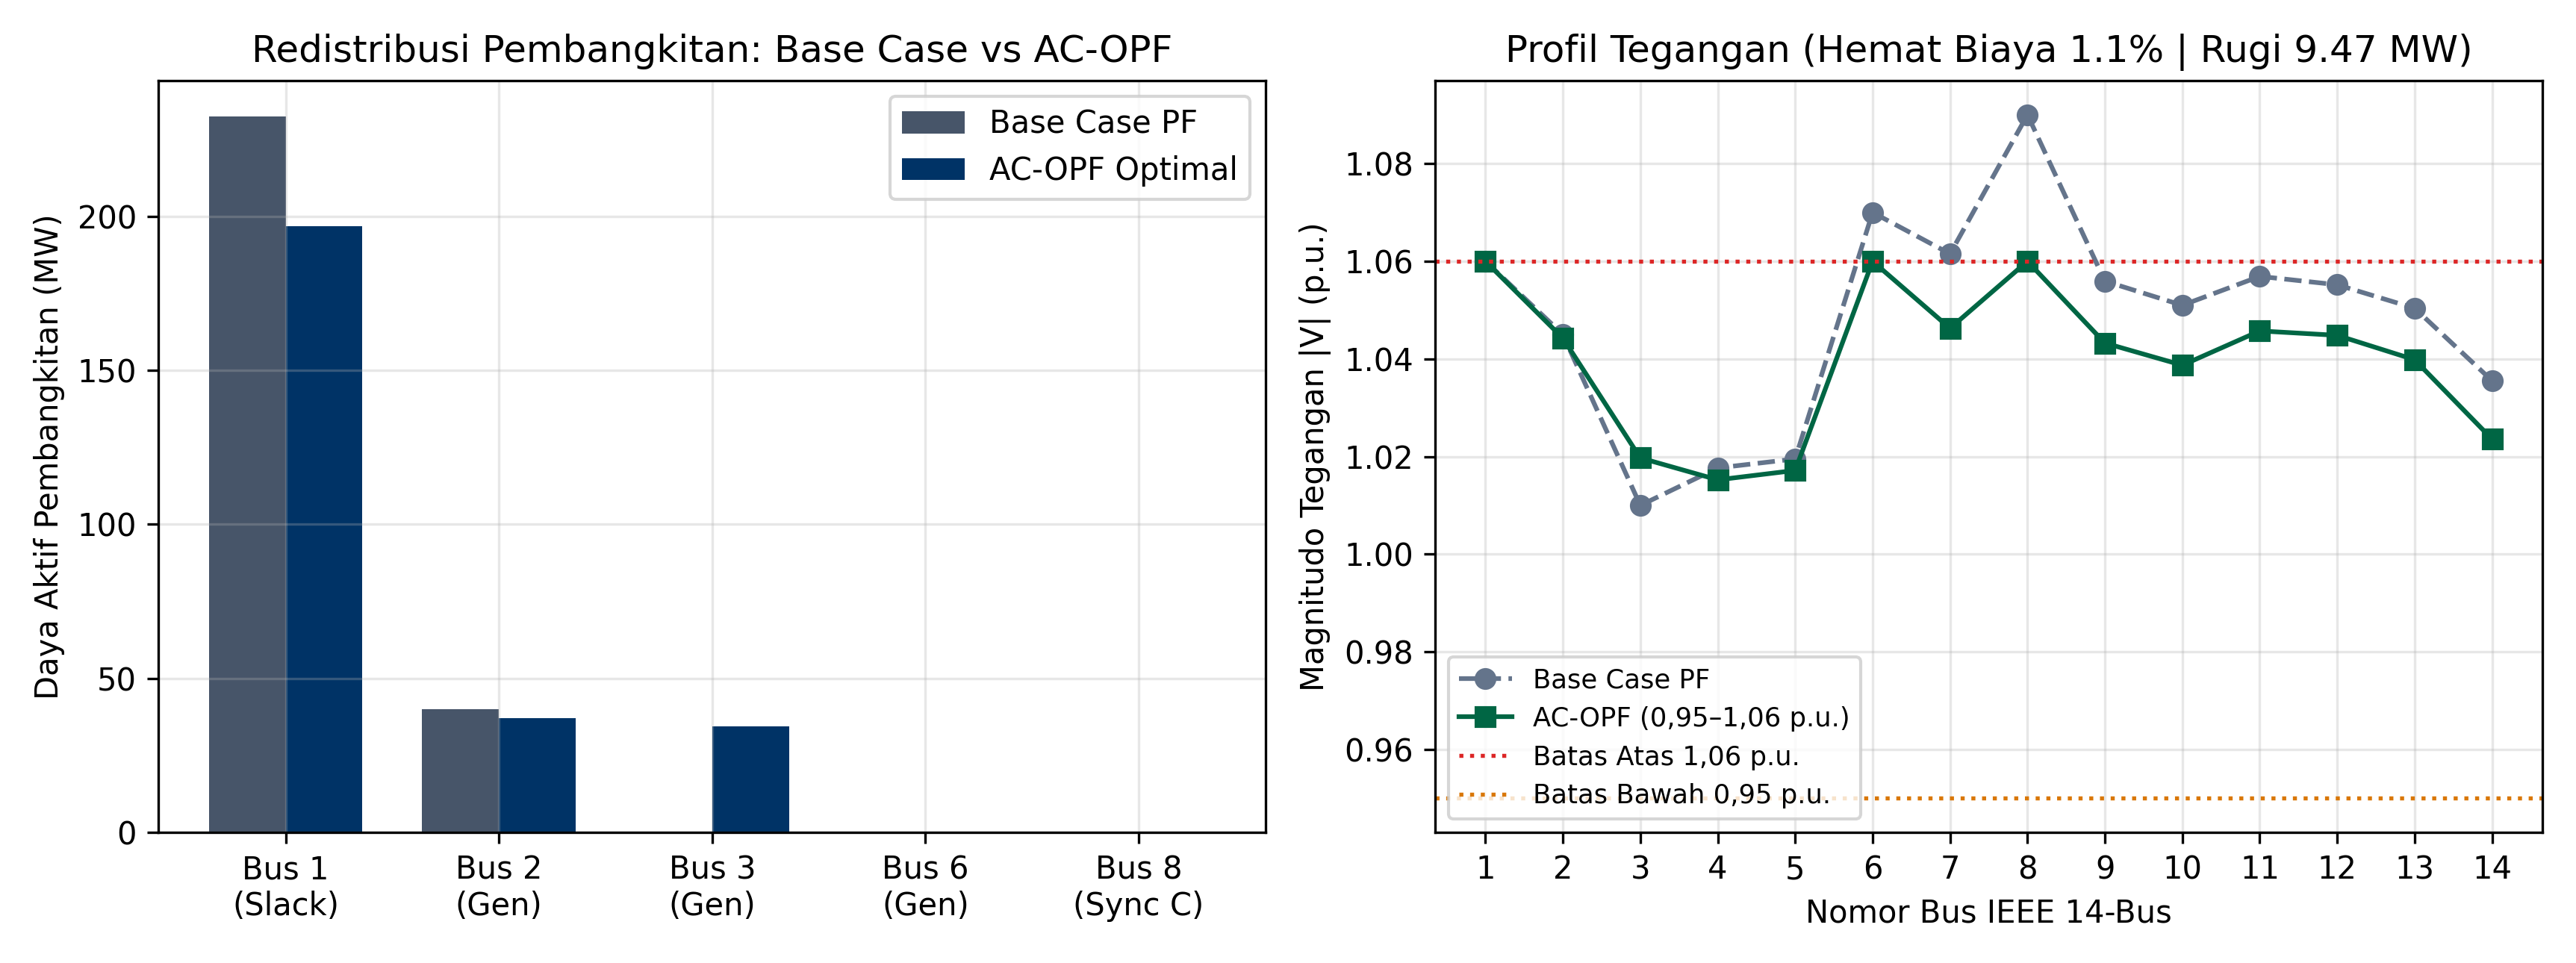 Redistribusi Pembangkitan: Base Case vs AC-OPF
Daya Aktif Pembangkitan (MW)
200
150
100
50
0
Base Case PF
AC-OPF Optimal
Bus 1
(Slack)
Bus 2
(Gen)
Bus 3
(Gen)
Bus 6
(Gen)
Bus 8
(Sync C)
Profil Tegangan (Hemat Biaya 1.1% | Rugi 9.47 MW)
Magnitudo Tegangan |V| (p.u.)
1.08
1.06
1.04
1.02
1.00
0.98
0.96
Base Case PF
AC-OPF (0,95–1,06 p.u.)
Batas Atas 1,06 p.u.
Batas Bawah 0,95 p.u.
1 2 3 4 5 6 7 8 9 10 11 12 13 14
Nomor Bus IEEE 14-Bus